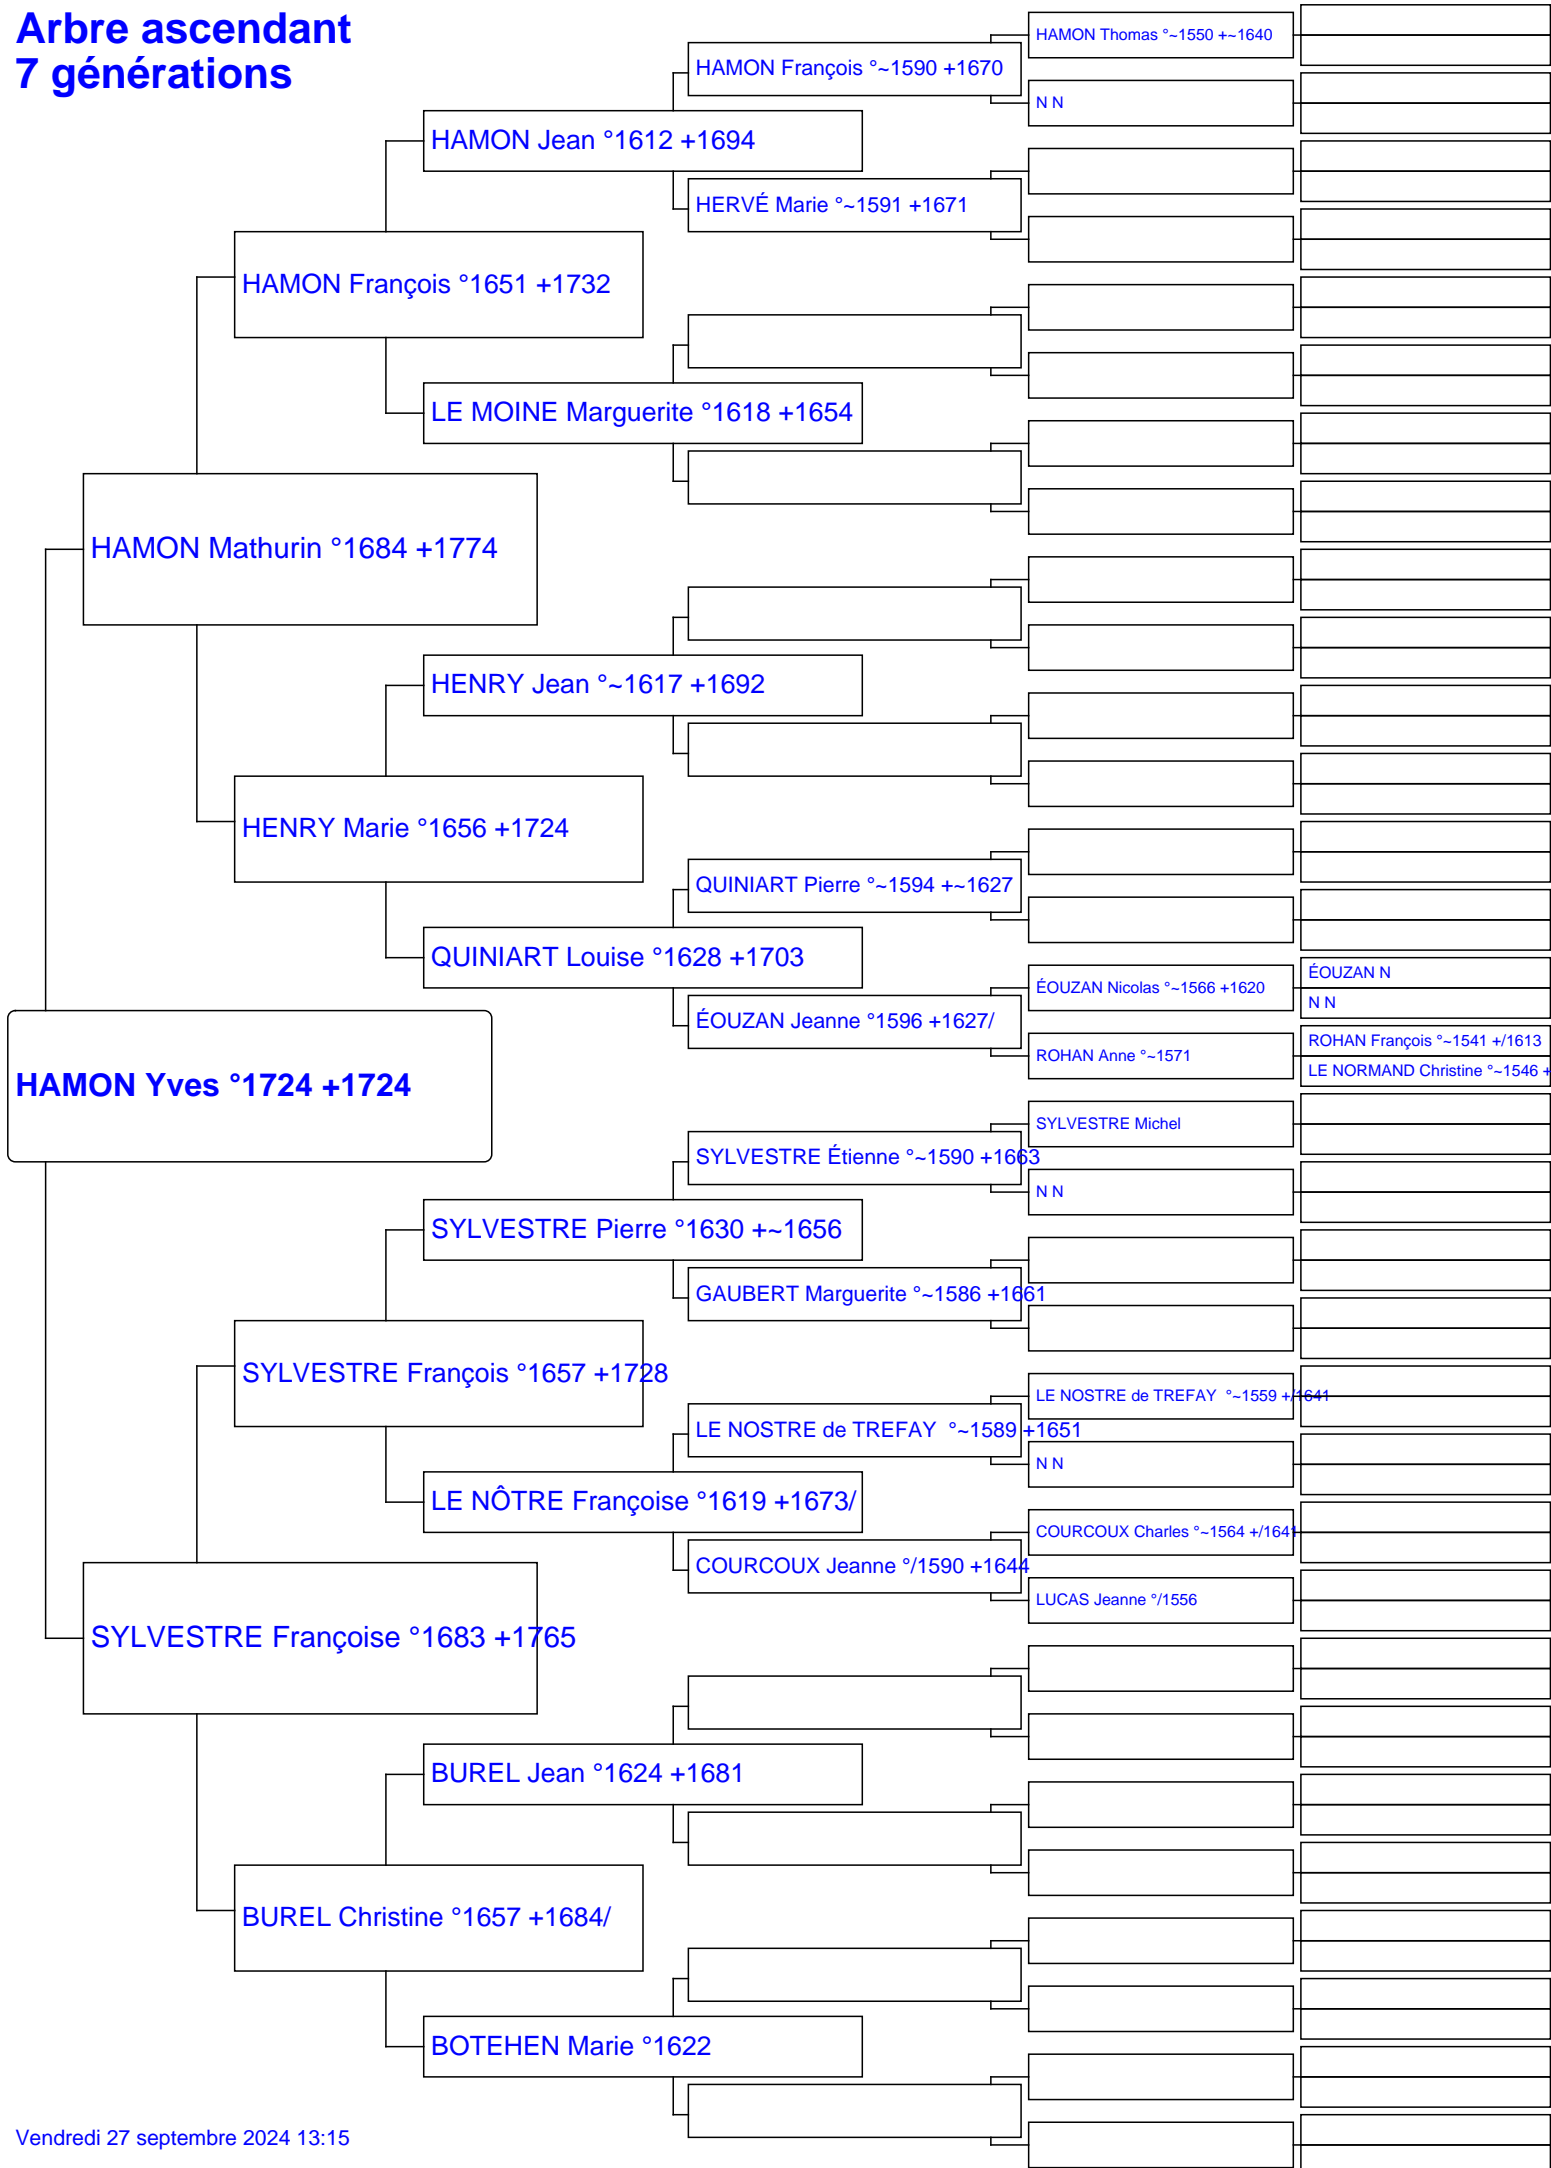 Arbre ascendant
7 générations
HAMON Thomas °~1550 +~1640
HAMON François °~1590 +1670
N N
HAMON Jean °1612 +1694
HERVÉ Marie °~1591 +1671
HAMON François °1651 +1732
LE MOINE Marguerite °1618 +1654
HAMON Mathurin °1684 +1774
HENRY Jean °~1617 +1692
HENRY Marie °1656 +1724
QUINIART Pierre °~1594 +~1627
QUINIART Louise °1628 +1703
ÉOUZAN N
ÉOUZAN Nicolas °~1566 +1620
N N
ÉOUZAN Jeanne °1596 +1627/
ROHAN François °~1541 +/1613
ROHAN Anne °~1571
LE NORMAND Christine °~1546 +
HAMON Yves °1724 +1724
SYLVESTRE Michel
SYLVESTRE Étienne °~1590 +1663
N N
SYLVESTRE Pierre °1630 +~1656
GAUBERT Marguerite °~1586 +1661
SYLVESTRE François °1657 +1728
LE NOSTRE de TREFAY °~1559 +/1641
LE NOSTRE de TREFAY °~1589 +1651
N N
LE NÔTRE Françoise °1619 +1673/
COURCOUX Charles °~1564 +/1641
COURCOUX Jeanne °/1590 +1644
LUCAS Jeanne °/1556
SYLVESTRE Françoise °1683 +1765
BUREL Jean °1624 +1681
BUREL Christine °1657 +1684/
BOTEHEN Marie °1622
Vendredi 27 septembre 2024 13:15